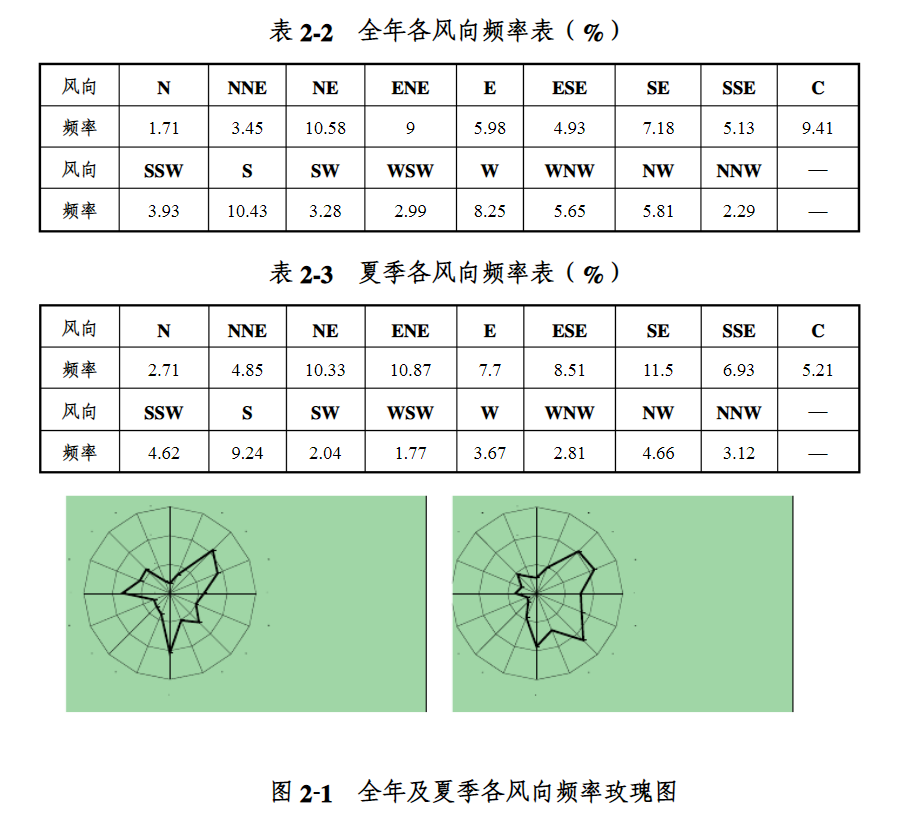 表 2-2 全年各风向频率表（%）
风向 N NNE NE ENE E ESE SE SSE C
频率 1.71 3.45 10.58 9 5.98 4.93 7.18 5.13 9.41
风向 SSW S SW WSW W WNW NW NNW —
频率 3.93 10.43 3.28 2.99 8.25 5.65 5.81 2.29 —
表 2-3 夏季各风向频率表（%）
风向 N NNE NE ENE E ESE SE SSE C
频率 2.71 4.85 10.33 10.87 7.7 8.51 11.5 6.93 5.21
风向 SSW S SW WSW W WNW NW NNW —
频率 4.62 9.24 2.04 1.77 3.67 2.81 4.66 3.12 —
图 2-1 全年及夏季各风向频率玫瑰图